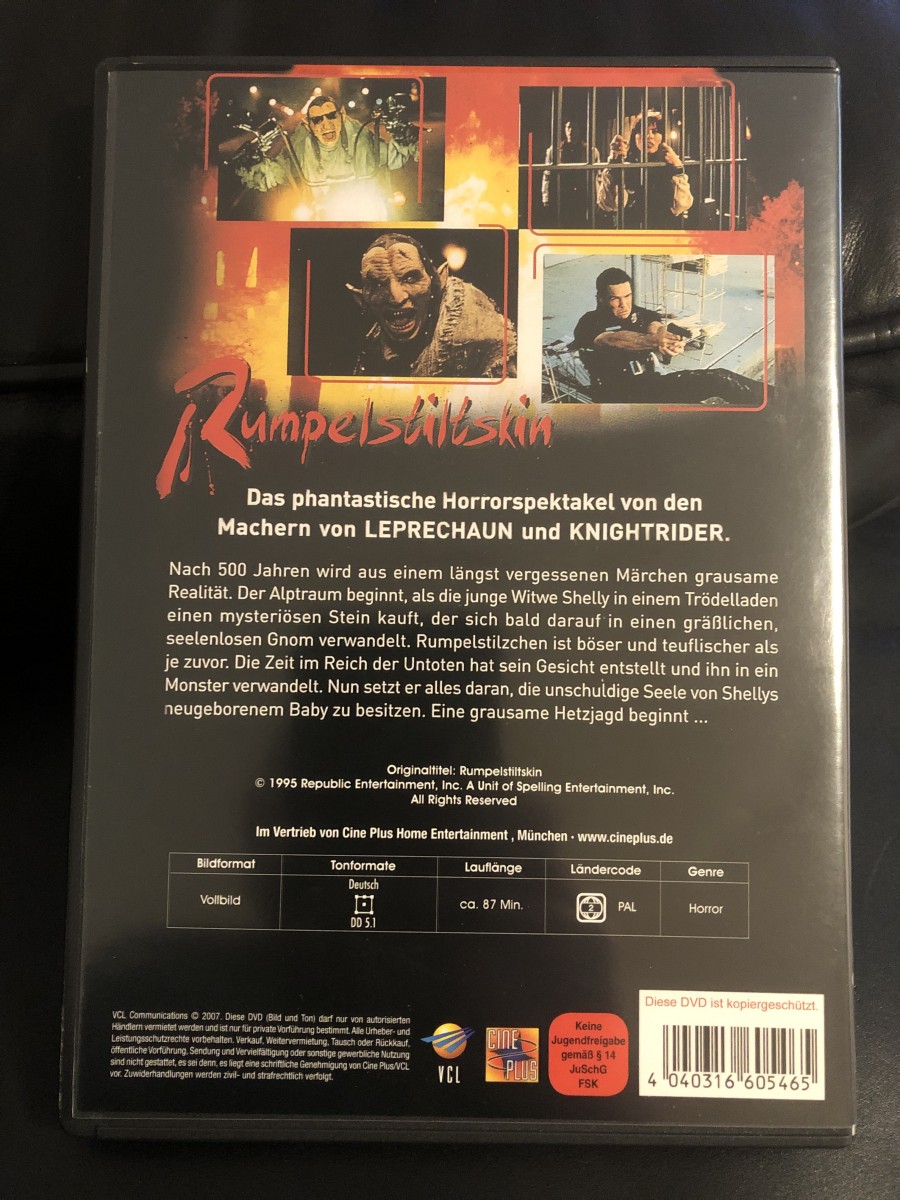 Rumpelstiltskin
Das phantastische Horrorspektakel von den
Machern von LEPRECHAUN und KNIGHTRIDER.
Nach 500 Jahren wird aus einem längst vergessenen Märchen grausame
Realität. Der Alptraum beginnt, als die junge Witwe Shelly in einem Trödelladen
einen mysteriösen Stein kauft, der sich bald darauf in einen gräßlichen,
seelenlosen Gnom verwandelt. Rumpelstilzchen ist böser und teuflischer als
je zuvor. Die Zeit im Reich der Untoten hat sein Gesicht entstellt und ihn in ein
Monster verwandelt. Nun setzt er alles daran, die unschuldige Seele von Shellys
neugeborenem Baby zu besitzen. Eine grausame Hetzjagd beginnt ...
Originaltitel: Rumpelstiltskin
© 1995 Republic Entertainment, Inc. A Unit of Spelling Entertainment, Inc.
All Rights Reserved
Im Vertrieb von Cine Plus Home Entertainment , München · www.cineplus.de
Bildformat Tonformate Lauflänge Ländercode Genre
Vollbild Deutsch DD 5.1 ca. 87 Min. 2 PAL Horror
VCL Communications © 2007. Diese DVD (Bild und Ton) darf nur von autorisierten
Händlern vermietet werden und ist nur für private Vorführung bestimmt. Alle Urheber- und
Leistungsschutzrechte vorbehalten. Verkauf, Weitervermietung, Tausch oder Rückkauf,
öffentliche Vorführung, Sendung und Vervielfältigung oder sonstige gewerbliche Nutzung
sind nicht gestattet, es sei denn, es liegt eine schriftliche Genehmigung von Cine Plus/VCL
vor. Zuwiderhandlungen werden zivil- und strafrechtlich verfolgt.
VCL
CINE
PLUS
Keine
Jugendfreigabe
gemäß § 14
JuSchG
FSK
Diese DVD ist kopiergeschützt.
4 040316 605465